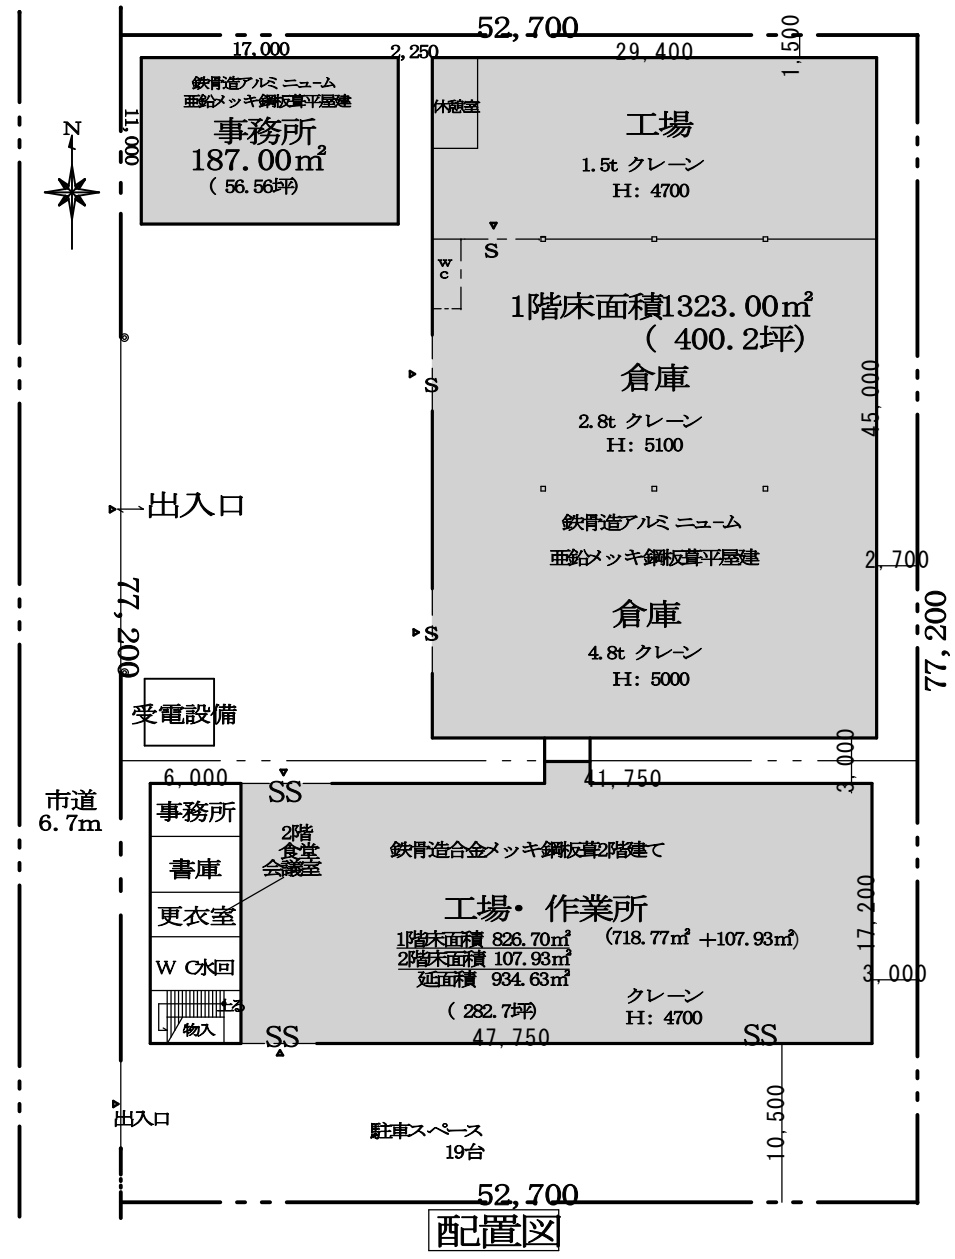 52,700
17,000
2,250
29,400
1,500
鉄骨造アルミニューム
亜鉛メッキ鋼板葺平屋建
事務所
187.00㎡
(56.56坪)
11,000
N
休憩室
工場
1.5t クレーン
H: 4700
S
WC
1階床面積1323.00㎡
(400.2坪)
倉庫
S
2.8t クレーン
H: 5100
45,000
出入口
鉄骨造アルミニューム
亜鉛メッキ鋼板葺平屋建
2,700
倉庫
S
4.8t クレーン
H: 5000
77,200
77,200
受電設備
6,000
SS
41,750
3,000
市道
6.7m
事務所
書庫
更衣室
W C水回
上る
物入
2階
食堂
会議室
鉄骨造合金メッキ鋼板葺2階建て
工場・作業所
1階床面積 826.70㎡ (718.77㎡ +107.93㎡)
2階床面積 107.93㎡
延面積 934.63㎡
(282.7坪)
クレーン
H: 4700
17,200
3,000
SS
47,750
SS
出入口
駐車スペース
19台
10,500
52,700
配置図